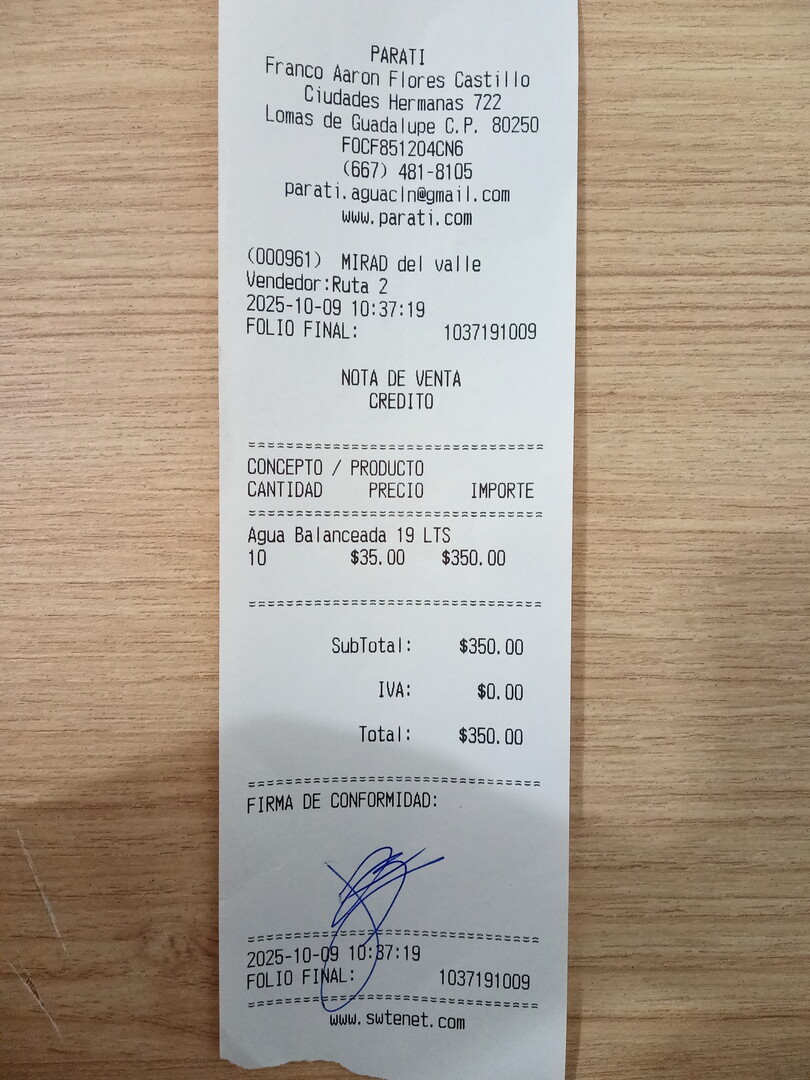 PARATI
Franco Aaron Flores Castillo
Ciudades Hermanas 722
Lomas de Guadalupe C.P. 80250
FOCF851204CN6
(667) 481-8105
parati.aguacln@gmail.com
www.parati.com
(000961) MIRAD del valle
Vendedor:Ruta 2
2025-10-09 10:37:19
FOLIO FINAL: 1037191009
NOTA DE VENTA
CREDITO
CONCEPTO / PRODUCTO
CANTIDAD PRECIO IMPORTE
Agua Balanceada 19 LTS
10 $35.00 $350.00
SubTotal: $350.00
IVA: $0.00
Total: $350.00
FIRMA DE CONFORMIDAD:
2025-10-09 10:37:19
FOLIO FINAL: 1037191009
www.swtenet.com